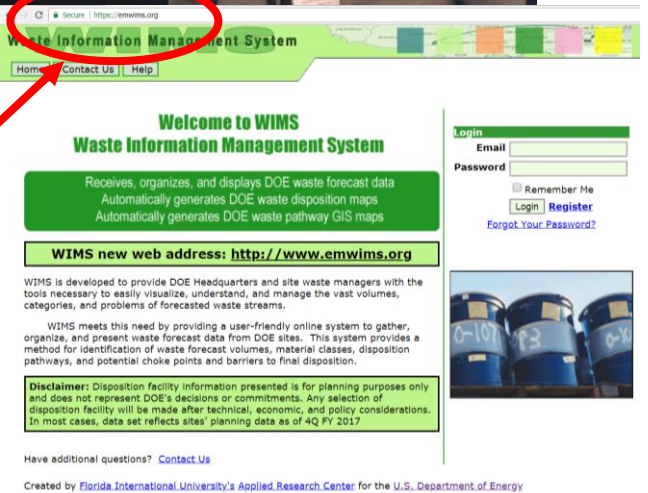 Secure | https://emwims.org
Waste Information Management System
Home Contact Us Help
Welcome to WIMS
Waste Information Management System
Receives, organizes, and displays DOE waste forecast data
Automatically generates DOE waste disposition maps
Automatically generates DOE waste pathway GIS maps
WIMS new web address: http://www.emwims.org
WIMS is developed to provide DOE Headquarters and site waste managers with the
tools necessary to easily visualize, understand, and manage the vast volumes,
categories, and problems of forecasted waste streams.
WIMS meets this need by providing a user-friendly online system to gather,
organize, and present waste forecast data from DOE sites. This system provides a
method for identification of waste forecast volumes, material classes, disposition
pathways, and potential choke points and barriers to final disposition.
Disclaimer: Disposition facility information presented is for planning purposes only
and does not represent DOE's decisions or commitments. Any selection of
disposition facility will be made after technical, economic, and policy considerations.
In most cases, data set reflects sites' planning data as of 4Q FY 2017
Have additional questions? Contact Us
Created by Florida International University's Applied Research Center for the U.S. Department of Energy
Login
Email
Password
Remember Me
Login Register
Forgot Your Password?